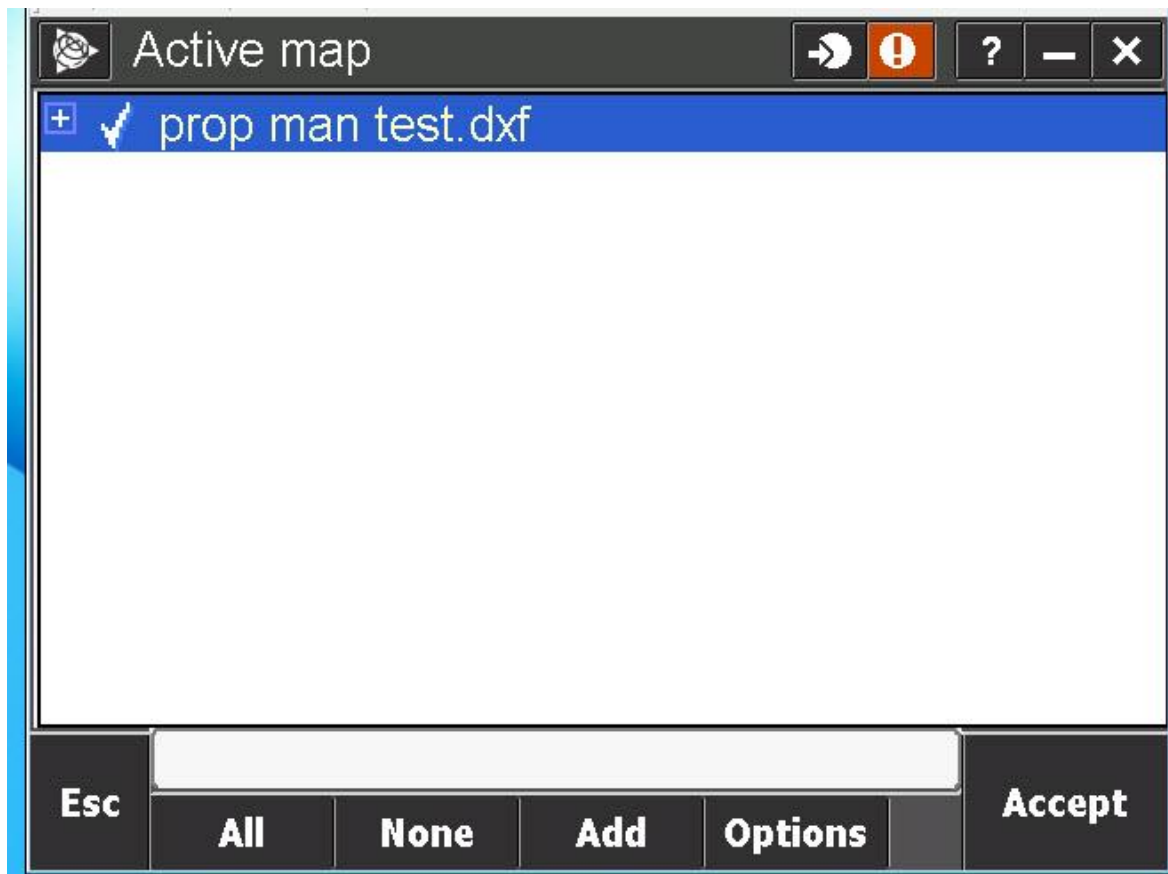 Active map
?
prop man test.dxf
Esc
All
None
Add
Options
Accept